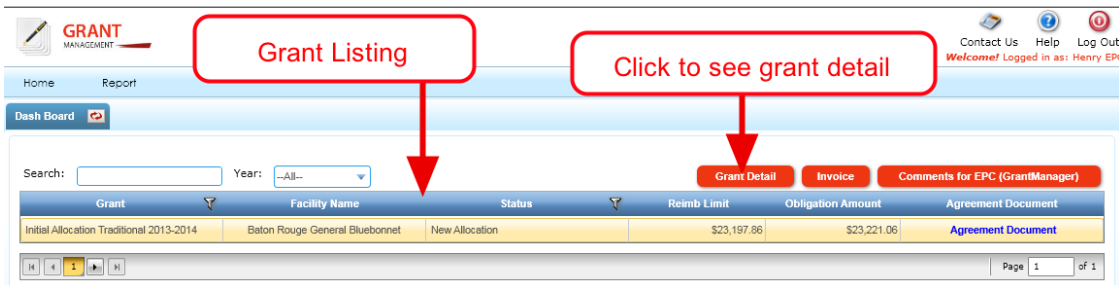 GRANT
MANAGEMENT
Grant Listing
Click to see grant detail
Contact Us Help Log Out
Welcome! Logged in as: Henry EPC
Home Report
Dash Board
Search: Year: --All--
Grant Detail Invoice Comments for EPC (GrantManager)
Grant Facility Name Status Reimb Limit Obligation Amount Agreement Document
Initial Allocation Traditional 2013-2014 Baton Rouge General Bluebonnet New Allocation $23,197.86 $23,221.06 Agreement Document
1 Page 1 of 1